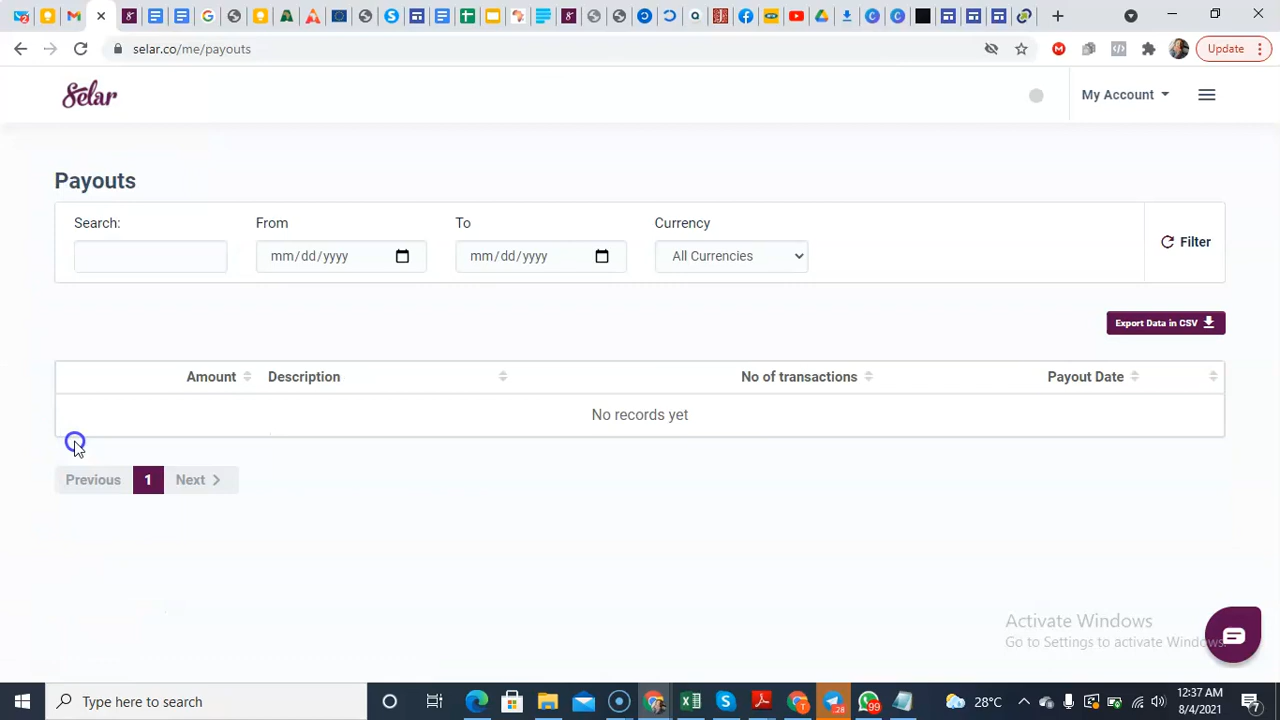 selar.co/me/payouts
Update
Selar
My Account
Payouts
Search:
From
To
Currency
mm/dd/yyyy
mm/dd/yyyy
All Currencies
Filter
Export Data in CSV
Amount
Description
No of transactions
Payout Date
No records yet
Previous
1
Next
Activate Windows
Go to Settings to activate Windows.
Type here to search
28
99
28°C
12:37 AM
8/4/2021
7